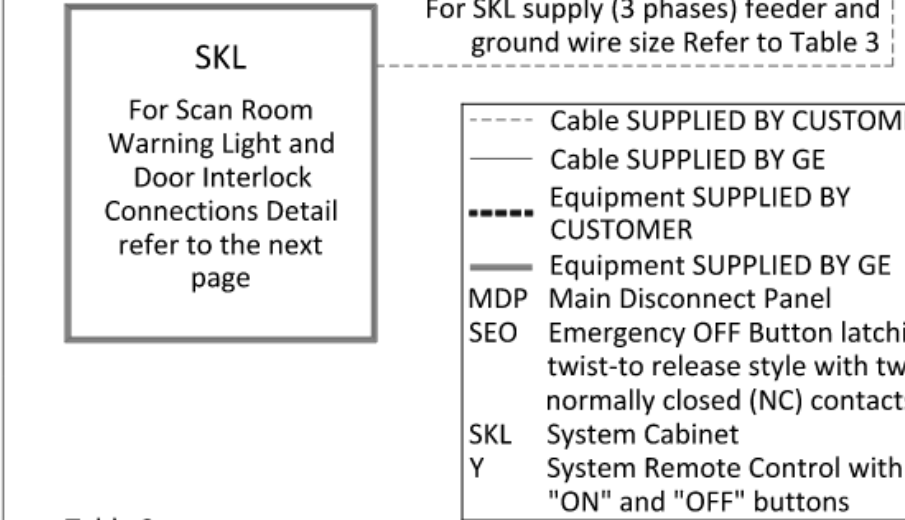 For SKL supply (3 phases) feeder and
ground wire size Refer to Table 3
SKL
For Scan Room
Warning Light and
Door Interlock
Connections Detail
refer to the next
page
Cable SUPPLIED BY
Cable SUPPLIED BY GE
Equipment SUPPLIED BY
CUSTOMER
Equipment SUPPLIED BY GE
MDP Main Disconnect Panel
SEO Emergency OFF Button
twist-to release style with
normally closed (NC)
SKL System Cabinet
Y System Remote Control with
"ON" and "OFF" buttons